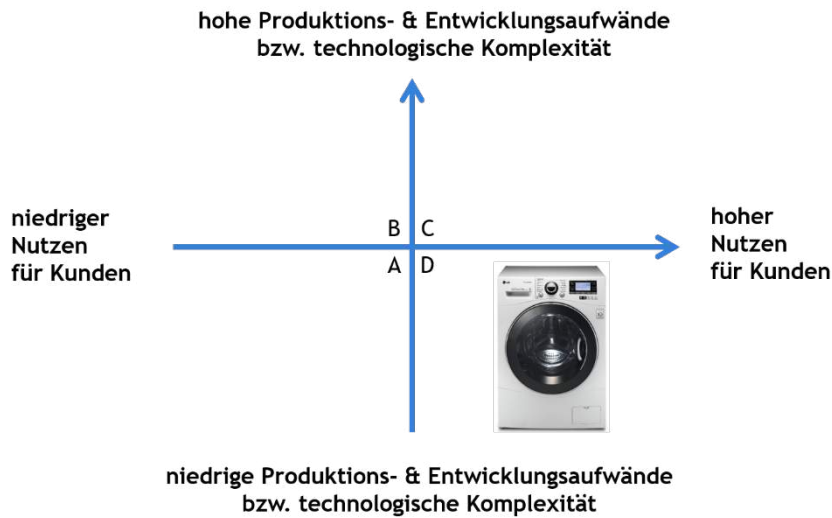 hohe Produktions- & Entwicklungsaufwände
bzw. technologische Komplexität
niedriger
Nutzen
für Kunden
B C
A D
hoher
Nutzen
für Kunden
LG
niedrige Produktions- & Entwicklungsaufwände
bzw. technologische Komplexität